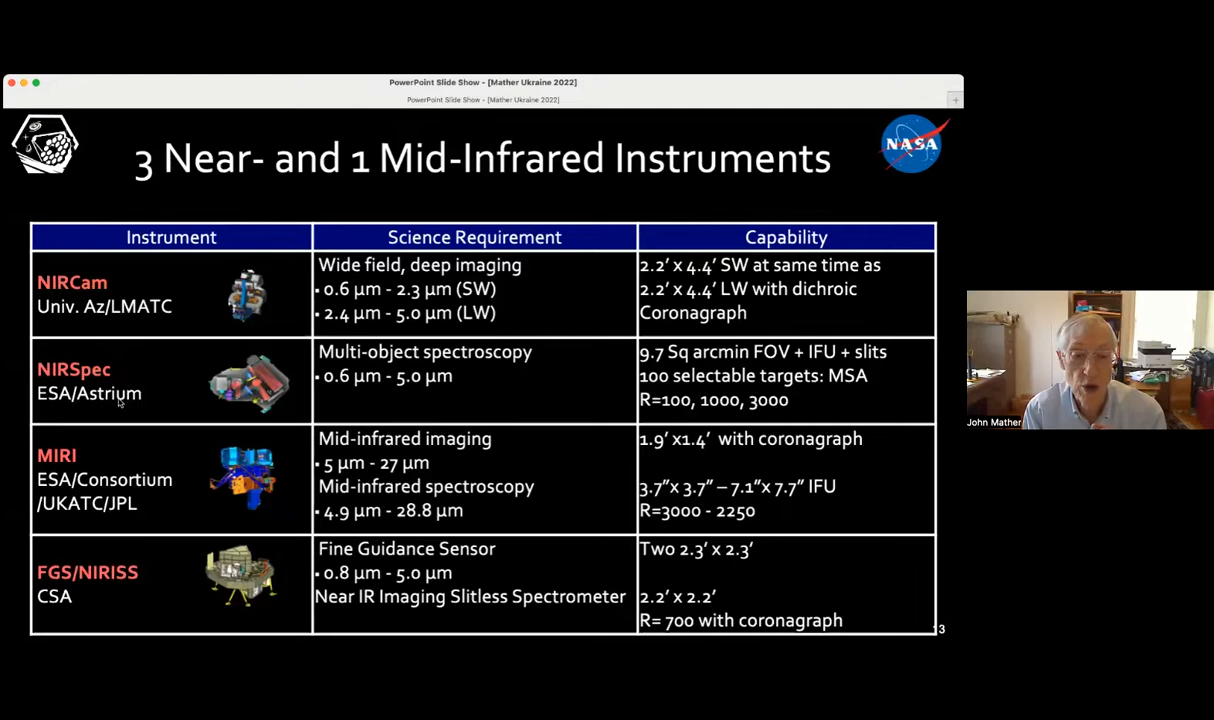 PowerPoint Slide Show - [Mather Ukraine 2022]
PowerPoint Slide Show - [Mather Ukraine 2022]
+
NASA
3 Near- and 1 Mid-Infrared Instruments
Instrument
Science Requirement
Capability
NIRCam
Univ. Az/LMATC
Wide field, deep imaging
▪ 0.6 µm - 2.3 µm (SW)
▪ 2.4 µm - 5.0 µm (LW)
2.2’ x 4.4’ SW at same time as
2.2’ x 4.4’ LW with dichroic
Coronagraph
NIRSpec
ESA/Astrium
Multi-object spectroscopy
▪ 0.6 µm - 5.0 µm
9.7 Sq arcmin FOV + IFU + slits
100 selectable targets: MSA
R=100, 1000, 3000
MIRI
ESA/Consortium
/UKATC/JPL
Mid-infrared imaging
▪ 5 µm - 27 µm
Mid-infrared spectroscopy
▪ 4.9 µm - 28.8 µm
1.9’ x1.4’ with coronagraph
3.7”x 3.7” – 7.1”x 7.7” IFU
R=3000 - 2250
FGS/NIRISS
CSA
Fine Guidance Sensor
▪ 0.8 µm - 5.0 µm
Near IR Imaging Slitless Spectrometer
Two 2.3’ x 2.3’
2.2’ x 2.2’
R= 700 with coronagraph
John Mather